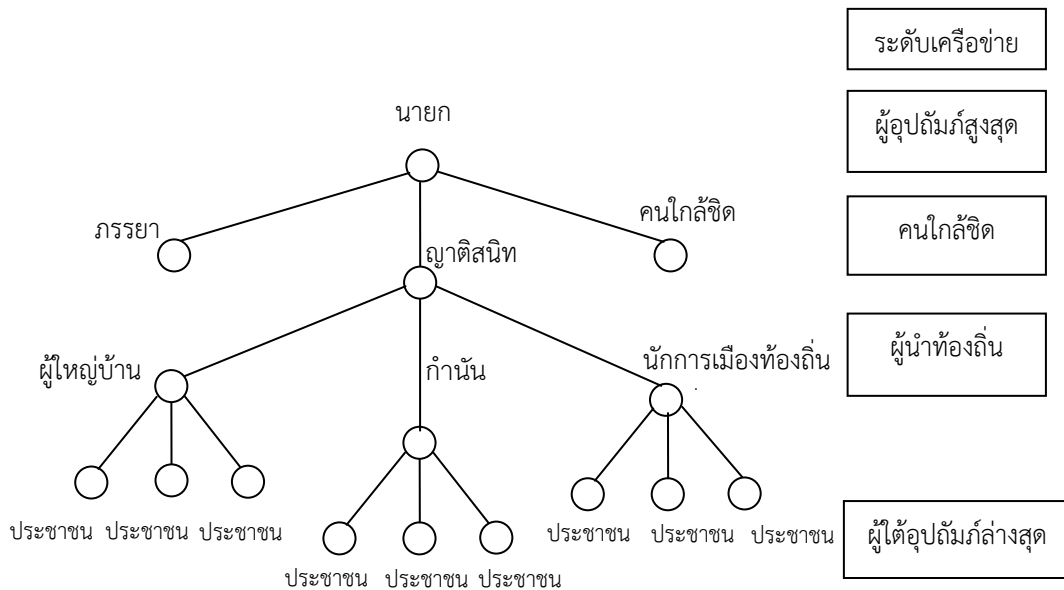 ระดับเครือข่าย
นายก
ผู้อุปถัมภ์สูงสุด
ภรรยา
คนใกล้ชิด
คนใกล้ชิด
ญาติสนิท
ผู้ใหญ่บ้าน
กำนัน
นักการเมืองท้องถิ่น
ผู้นำท้องถิ่น
ประชาชน ประชาชน ประชาชน
ประชาชน ประชาชน ประชาชน
ประชาชน ประชาชน ประชาชน
ผู้ใต้อุปถัมภ์ล่างสุด